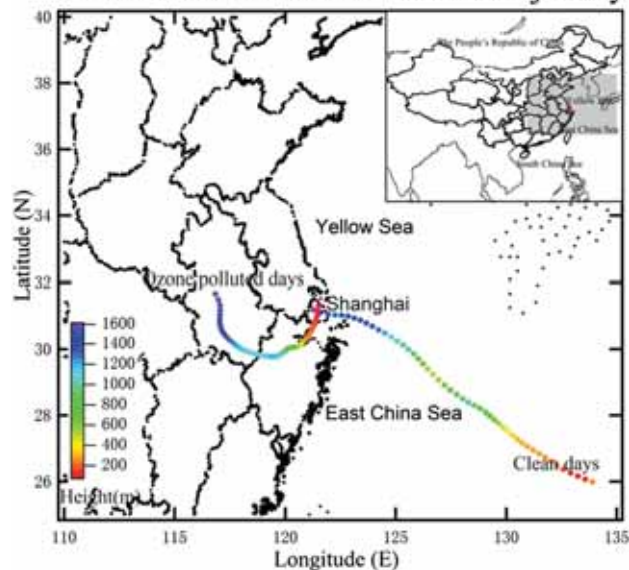 40
38
36
34
32
30
28
26
Latitude (N)
The People's Republic of China
South China Sea
Yellow Sea
Ozone polluted days
Shanghai
East China Sea
Clean days
1600
1400
1200
1000
800
600
400
200
Height(m)
110
115
120
125
130
135
Longitude (E)